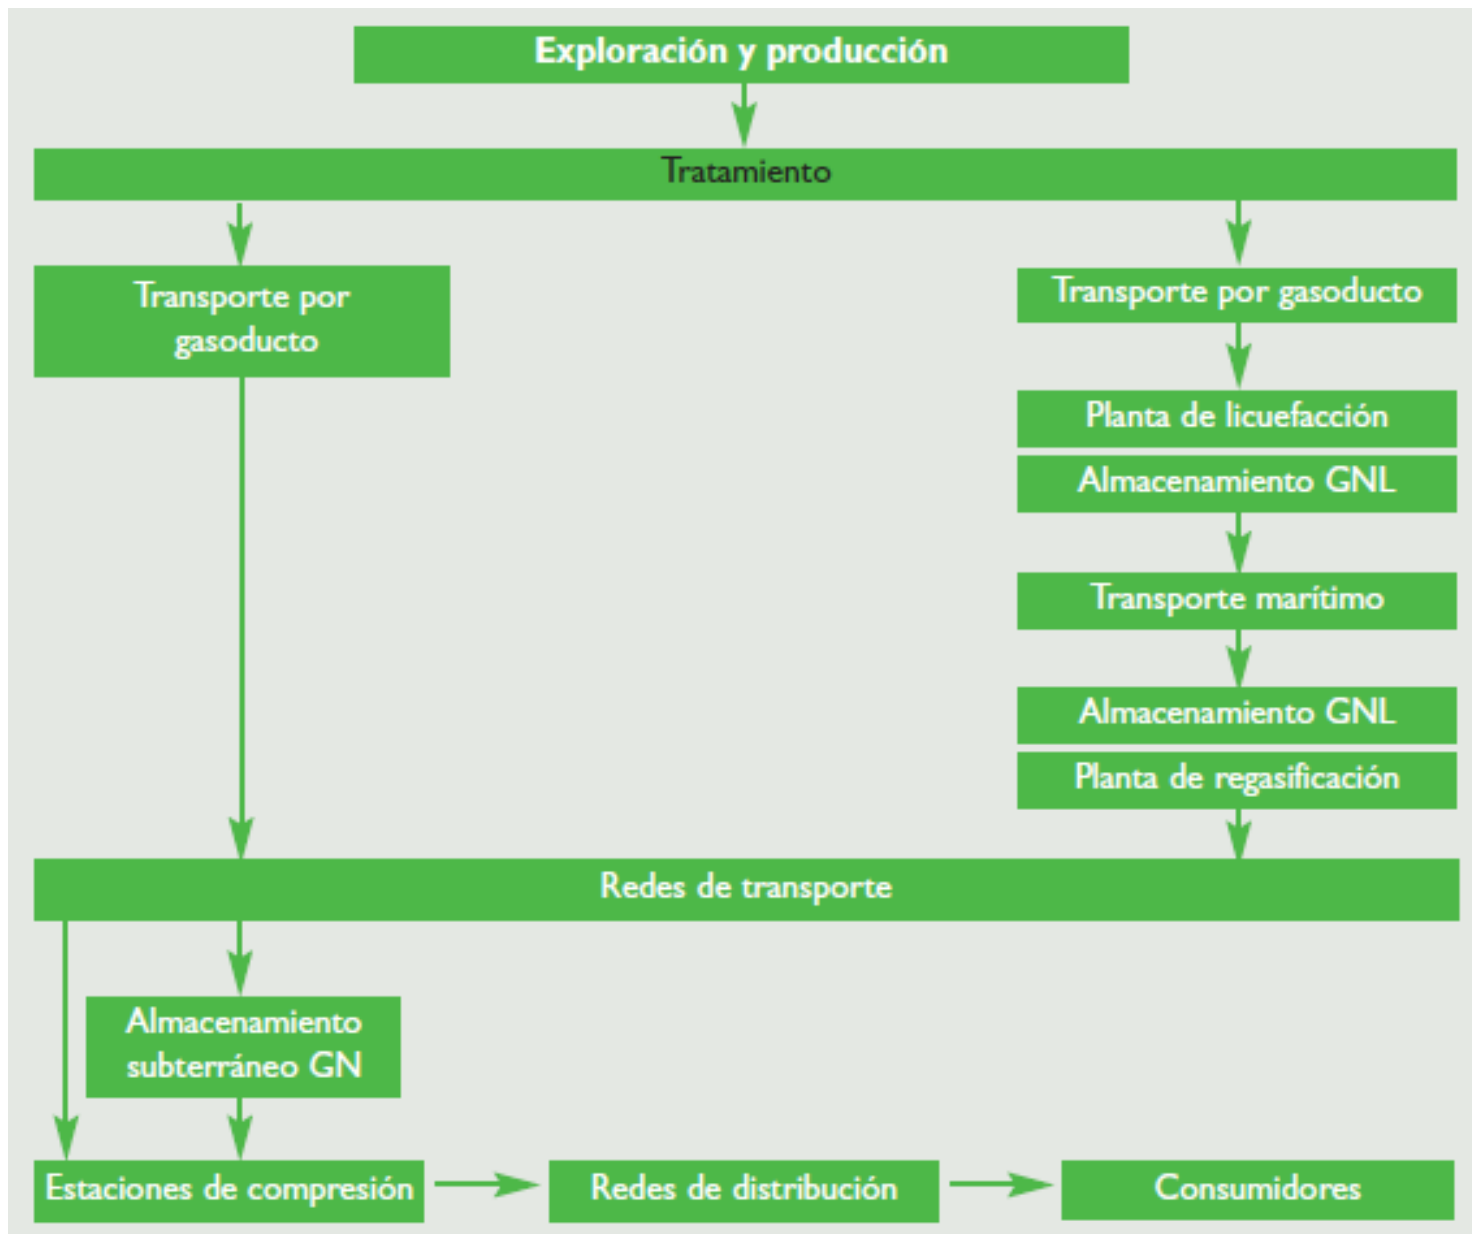 Exploración y producción
Tratamiento
Transporte por
gasoducto
Transporte por gasoducto
Planta de licuefacción
Almacenamiento GNL
Transporte marítimo
Almacenamiento GNL
Planta de regasificación
Redes de transporte
Almacenamiento
subterráneo GN
Estaciones de compresión
Redes de distribución
Consumidores